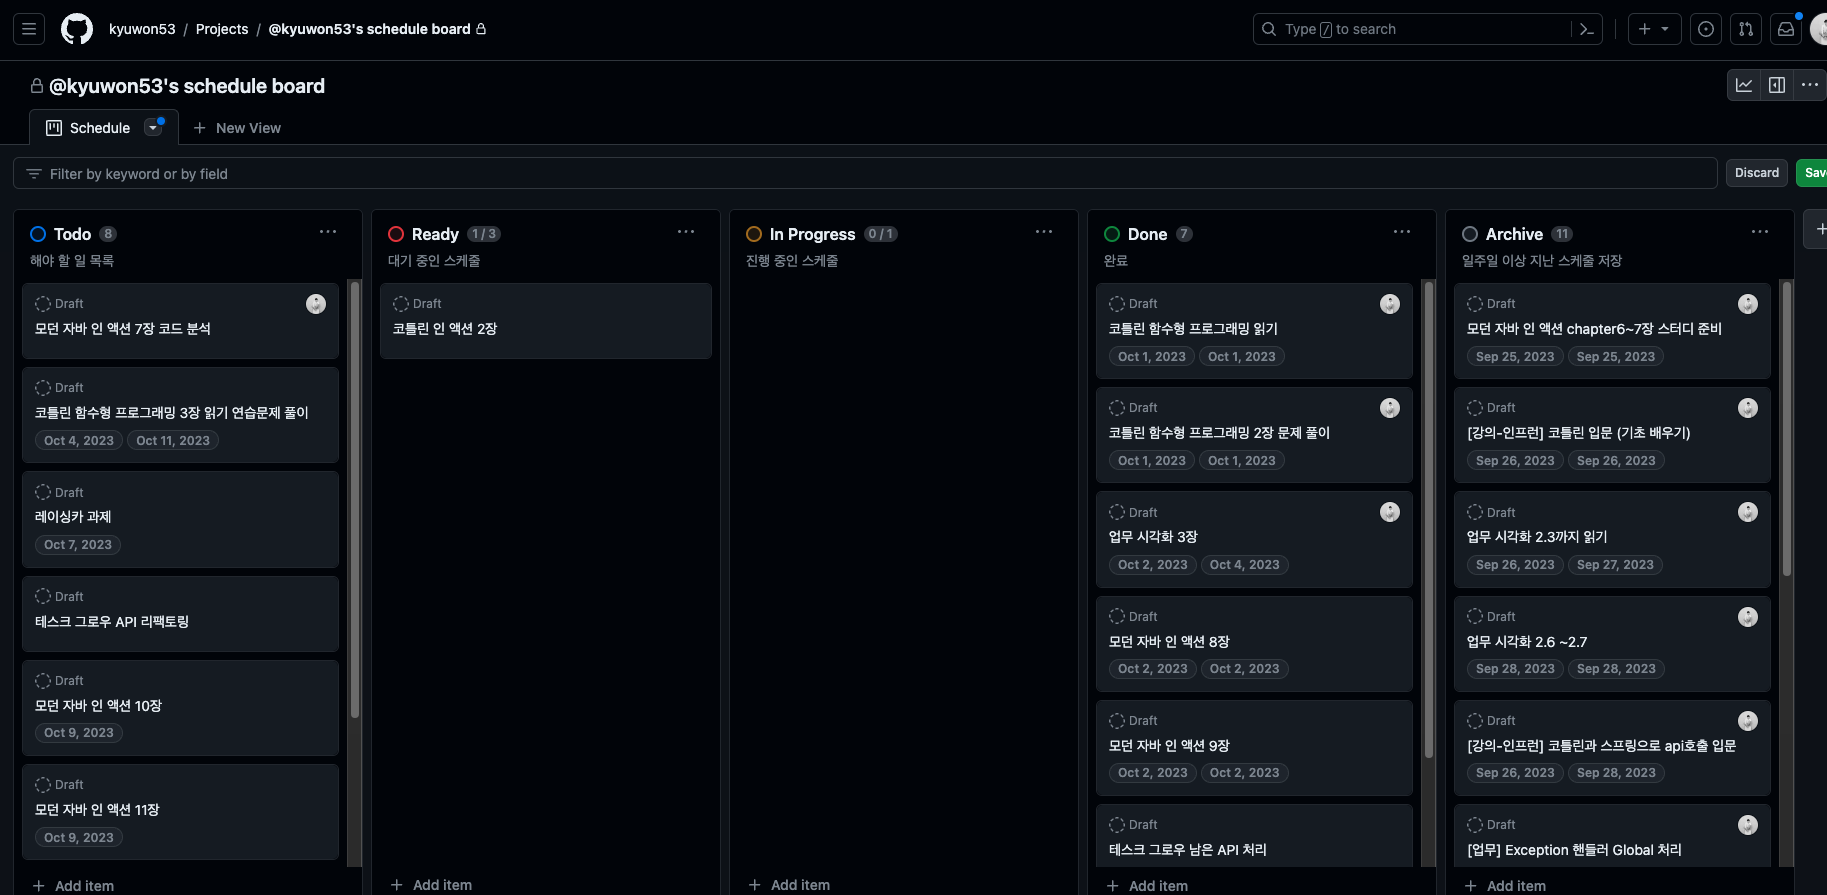 kyuwon53 / Projects / @kyuwon53's schedule board
Type / to search
@kyuwon53's schedule board
Schedule
New View
Filter by keyword or by field
Discard
Save
Todo 8
해야 할 일 목록
Draft
모던 자바 인 액션 7장 코드 분석
Draft
코틀린 함수형 프로그래밍 3장 읽기 연습문제 풀이
Oct 4, 2023 Oct 11, 2023
Draft
레이싱카 과제
Oct 7, 2023
Draft
테스크 그로우 API 리팩토링
Draft
모던 자바 인 액션 10장
Oct 9, 2023
Draft
모던 자바 인 액션 11장
Oct 9, 2023
Add item
Ready 1 / 3
대기 중인 스케줄
Draft
코틀린 인 액션 2장
Add item
In Progress 0 / 1
진행 중인 스케줄
Add item
Done 7
완료
Draft
코틀린 함수형 프로그래밍 읽기
Oct 1, 2023 Oct 1, 2023
Draft
코틀린 함수형 프로그래밍 2장 문제 풀이
Oct 1, 2023 Oct 1, 2023
Draft
업무 시각화 3장
Oct 2, 2023 Oct 4, 2023
Draft
모던 자바 인 액션 8장
Oct 2, 2023 Oct 2, 2023
Draft
모던 자바 인 액션 9장
Oct 2, 2023 Oct 2, 2023
Draft
테스크 그로우 남은 API 처리
Add item
Archive 11
일주일 이상 지난 스케줄 저장
Draft
모던 자바 인 액션 chapter6~7장 스터디 준비
Sep 25, 2023 Sep 25, 2023
Draft
[강의-인프런] 코틀린 입문 (기초 배우기)
Sep 26, 2023 Sep 26, 2023
Draft
업무 시각화 2.3까지 읽기
Sep 26, 2023 Sep 27, 2023
Draft
업무 시각화 2.6 ~2.7
Sep 28, 2023 Sep 28, 2023
Draft
[강의-인프런] 코틀린과 스프링으로 api호출 입문
Sep 26, 2023 Sep 28, 2023
Draft
[업무] Exception 핸들러 Global 처리
Add item